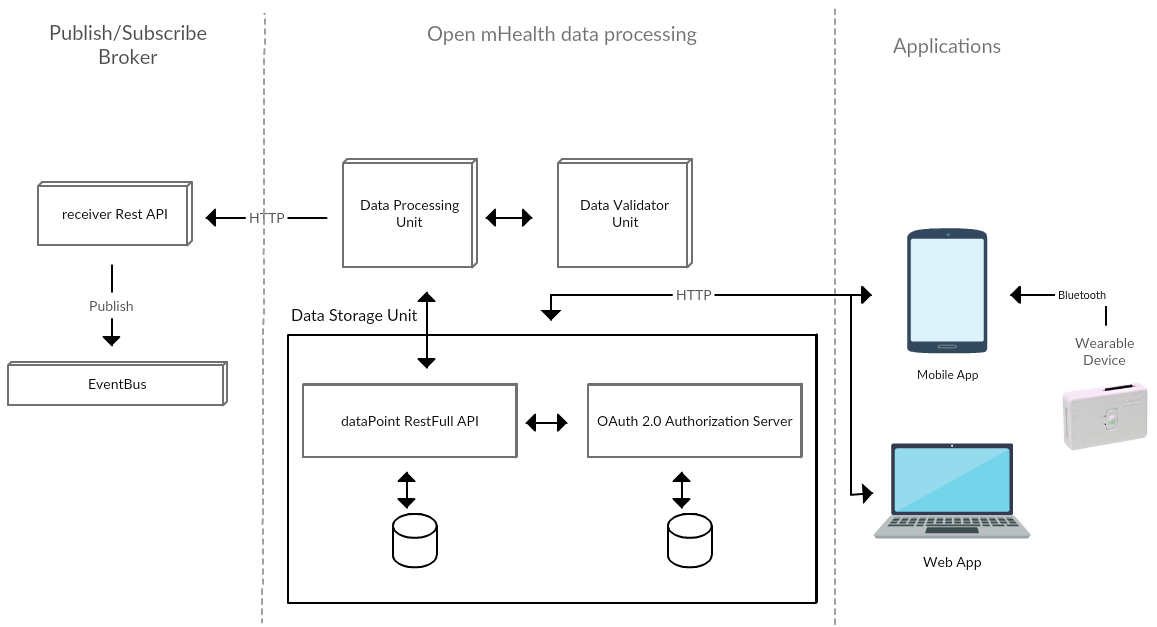 Publish/Subscribe
Broker
Open mHealth data processing
Applications
receiver Rest API
HTTP
Data Processing
Unit
Data Validator
Unit
Publish
EventBus
Data Storage Unit
HTTP
dataPoint RestFull API
OAuth 2.0 Authorization Server
Mobile App
Bluetooth
Wearable
Device
Web App